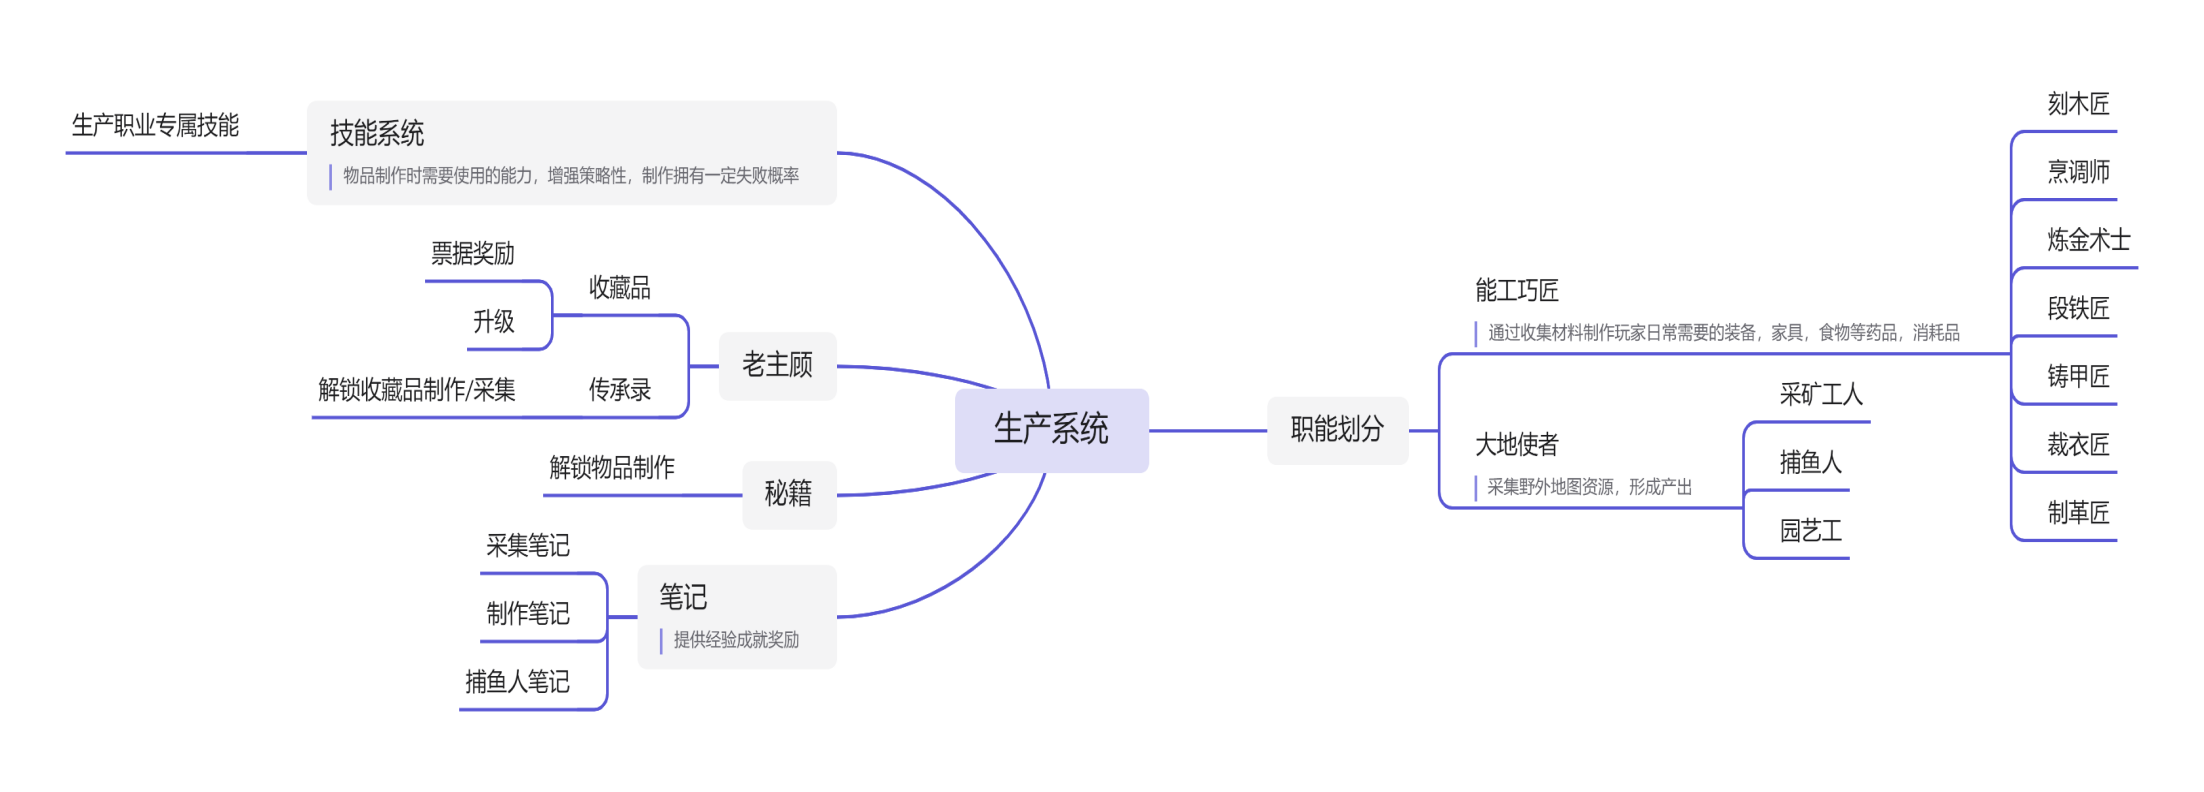 生产系统
职能划分
能工巧匠
通过收集材料制作玩家日常需要的装备，家具，食物等药品，消耗品
刻木匠
烹调师
炼金术士
段铁匠
铸甲匠
裁衣匠
制革匠
大地使者
采集野外地图资源，形成产出
采矿工人
捕鱼人
园艺工
技能系统
物品制作时需要使用的能力，增强策略性，制作拥有一定失败概率
生产职业专属技能
老主顾
收藏品
票据奖励
升级
传承录
解锁收藏品制作/采集
秘籍
解锁物品制作
笔记
提供经验成就奖励
采集笔记
制作笔记
捕鱼人笔记